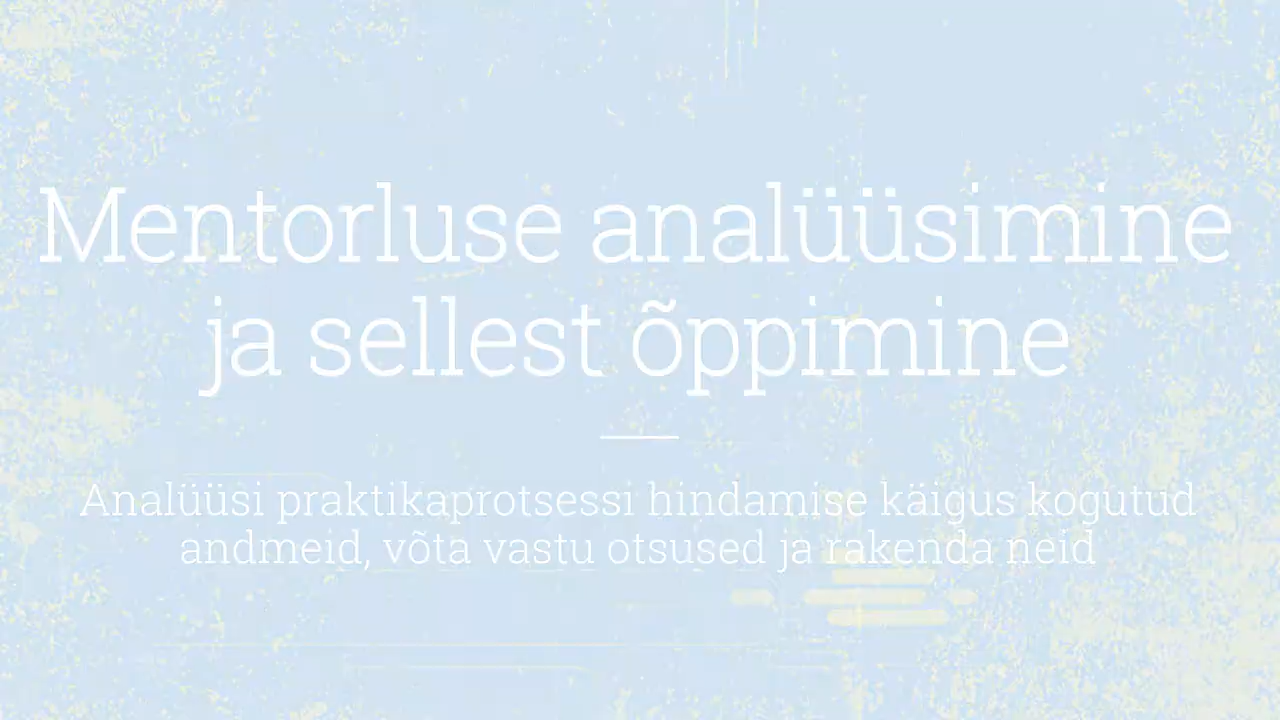 Mentorluse analüüsimine
ja sellest õppimine
Analüüsi praktikaprotsessi hindamise käigus kogutud
andmeid, võta vastu otsused ja rakenda neid